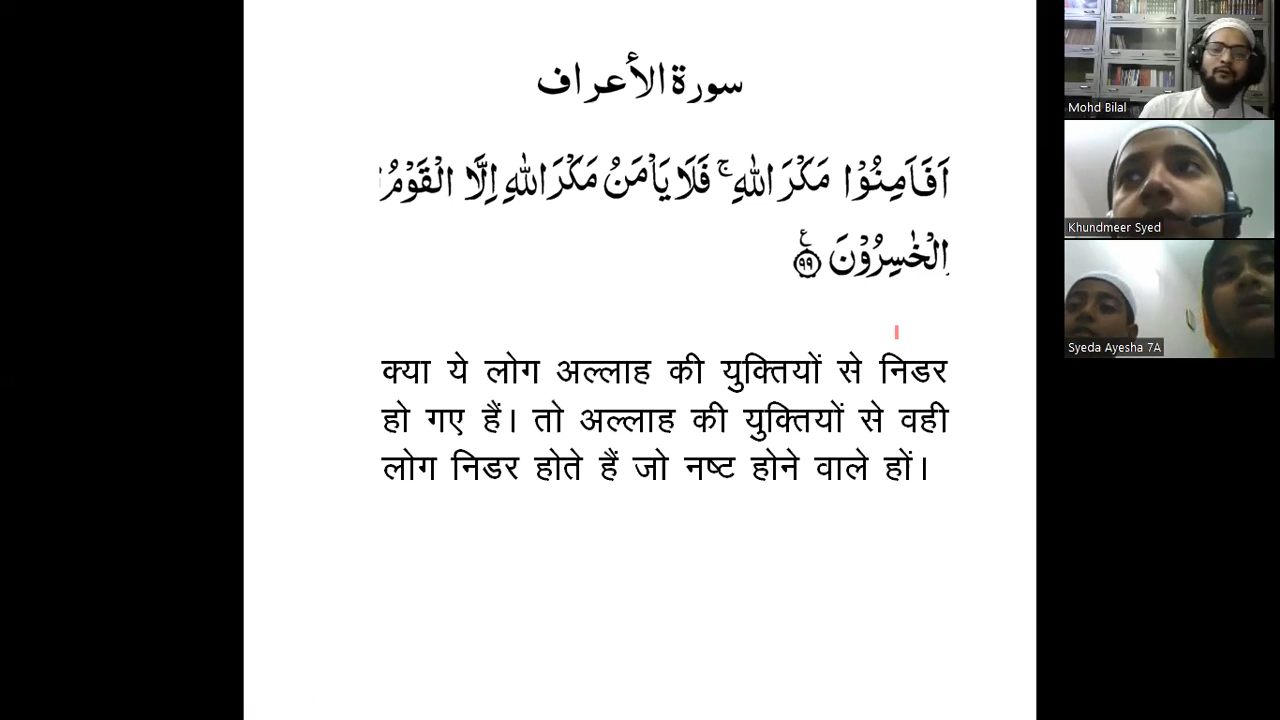 سورة الأعراف
اَفَاَمِنُوْا مَكْرَ اللّٰهِ ۚ فَلَا يَاْمَنُ مَكْرَ اللّٰهِ اِلَّا الْقَوْمُ
الْخٰسِرُوْنَ ۹۹ ع
क्या ये लोग अल्लाह की युक्तियों से निडर
हो गए हैं। तो अल्लाह की युक्तियों से वही
लोग निडर होते हैं जो नष्ट होने वाले हों।
Mohd Bilal
Khundmeer Syed
Syeda Ayesha 7A